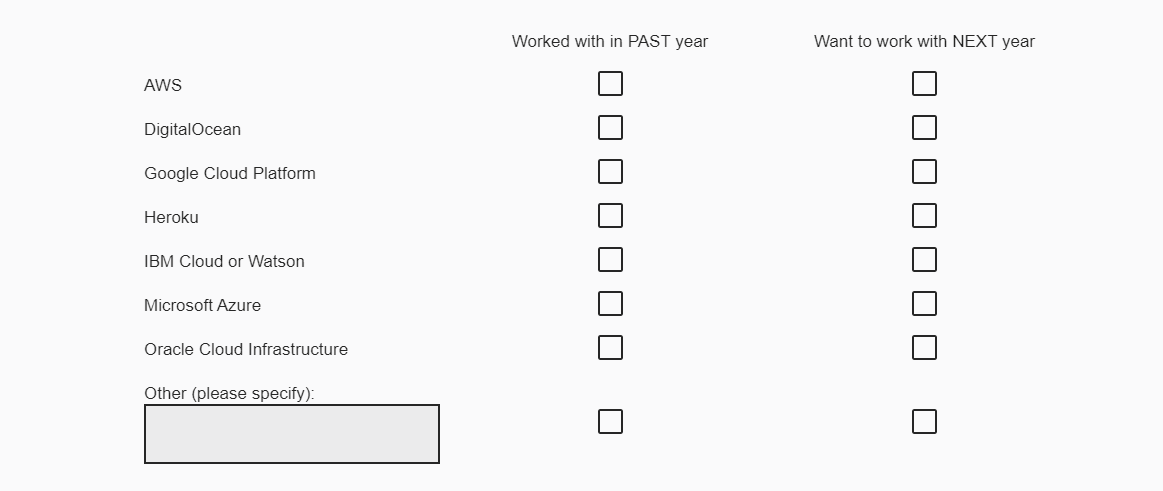 Worked with in PAST year Want to work with NEXT year
AWS
DigitalOcean
Google Cloud Platform
Heroku
IBM Cloud or Watson
Microsoft Azure
Oracle Cloud Infrastructure
Other (please specify):